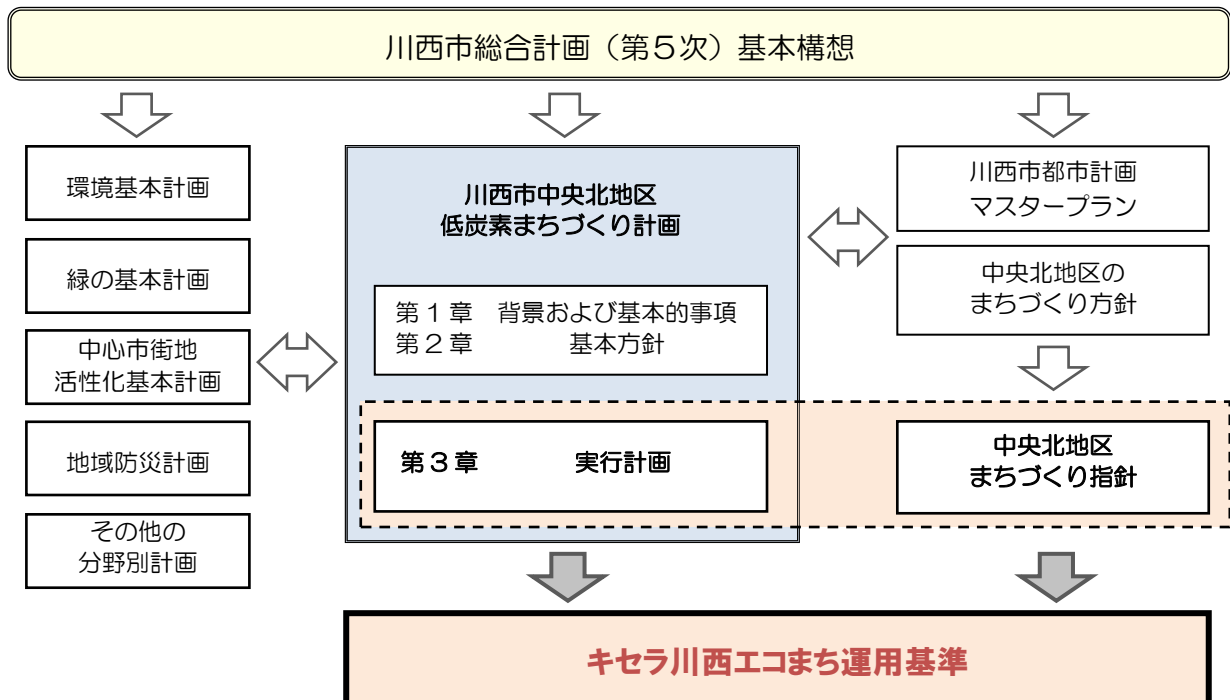 川西市総合計画（第５次）基本構想
環境基本計画
緑の基本計画
中心市街地
活性化基本計画
地域防災計画
その他の
分野別計画
川西市中央北地区
低炭素まちづくり計画
第１章　背景および基本的事項
第２章　　　基本方針
第３章　　　実行計画
川西市都市計画
マスタープラン
中央北地区の
まちづくり方針
中央北地区
まちづくり指針
キセラ川西エコまち運用基準